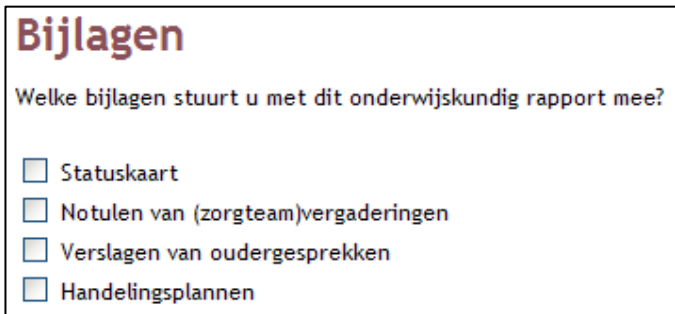 Bijlagen
Welke bijlagen stuurt u met dit onderwijskundig rapport mee?
Statuskaart
Notulen van (zorgteam)vergaderingen
Verslagen van oudergesprekken
Handelingsplannen